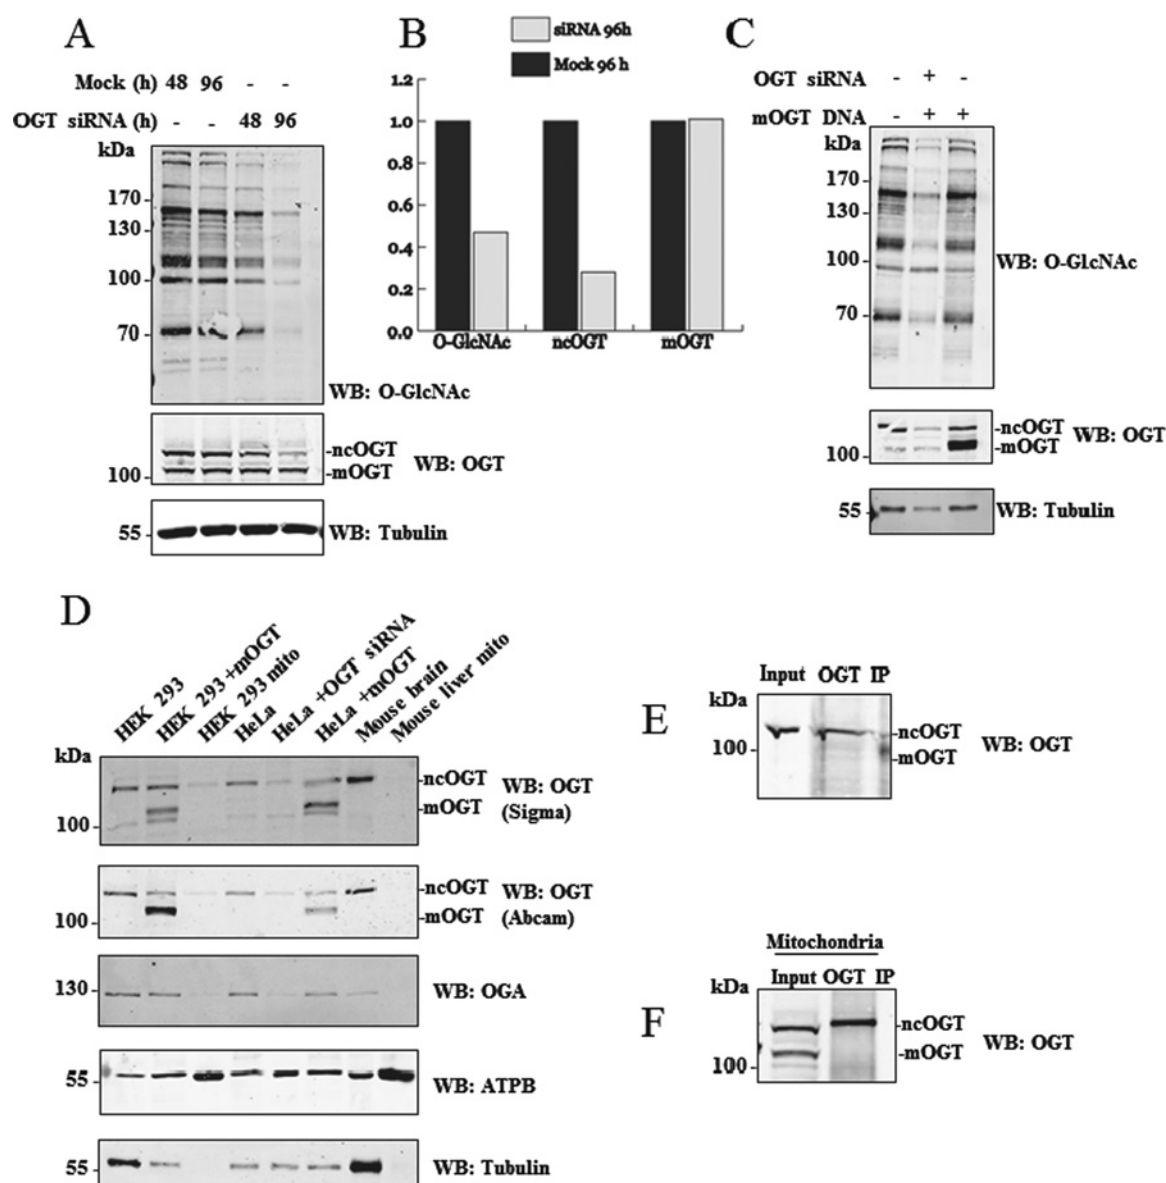 A
Mock (h) 48 96 - -
OGT siRNA (h) - - 48 96
kDa
170
130
100
70
WB: O-GlcNAc
-ncOGT
100 -mOGT
WB: OGT
55
WB: Tubulin
B
siRNA 96h
Mock 96 h
1.2
1.0
0.8
0.6
0.4
0.2
0.0
O-GlcNAc ncOGT mOGT
C
OGT siRNA - + -
mOGT DNA - + +
kDa
170
130
100
70
WB: O-GlcNAc
-ncOGT
-mOGT
WB: OGT
100
55
WB: Tubulin
D
HEK 293
HEK 293 +mOGT
HEK 293 mito
HeLa
HeLa +OGT siRNA
HeLa +mOGT
Mouse brain
Mouse liver mito
kDa
100
-ncOGT
-mOGT
WB: OGT
(Sigma)
100
-ncOGT
-mOGT
WB: OGT
(Abcam)
130
WB: OGA
55
WB: ATPB
55
WB: Tubulin
E
Input OGT IP
kDa
100
-ncOGT
-mOGT
WB: OGT
F
Mitochondria
Input OGT IP
kDa
100
-ncOGT
-mOGT
WB: OGT